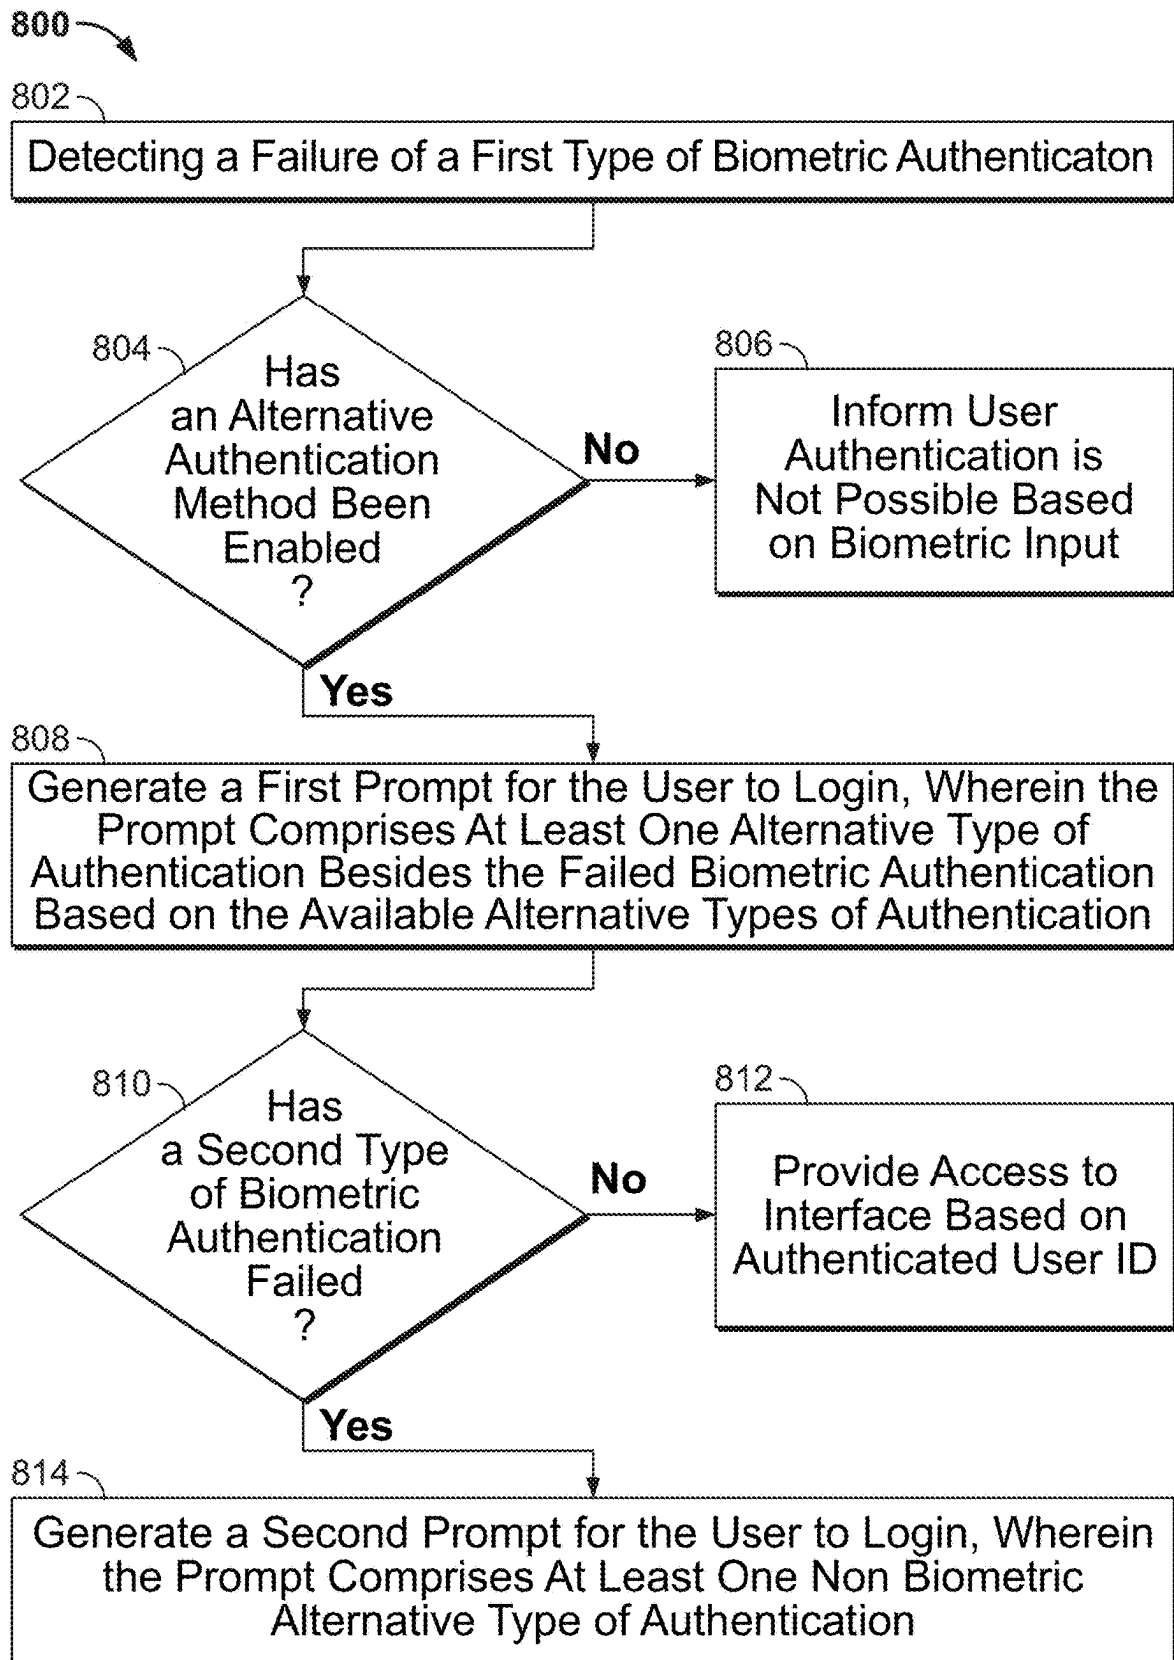 800
802
Detecting a Failure of a First Type of Biometric Authenticaton
804
Has
an Alternative
Authentication
Method Been
Enabled
?
No
806
Inform User
Authentication is
Not Possible Based
on Biometric Input
Yes
808
Generate a First Prompt for the User to Login, Wherein the
Prompt Comprises At Least One Alternative Type of
Authentication Besides the Failed Biometric Authentication
Based on the Available Alternative Types of Authentication
810
Has
a Second Type
of Biometric
Authentication
Failed
?
No
812
Provide Access to
Interface Based on
Authenticated User ID
Yes
814
Generate a Second Prompt for the User to Login, Wherein
the Prompt Comprises At Least One Non Biometric
Alternative Type of Authentication